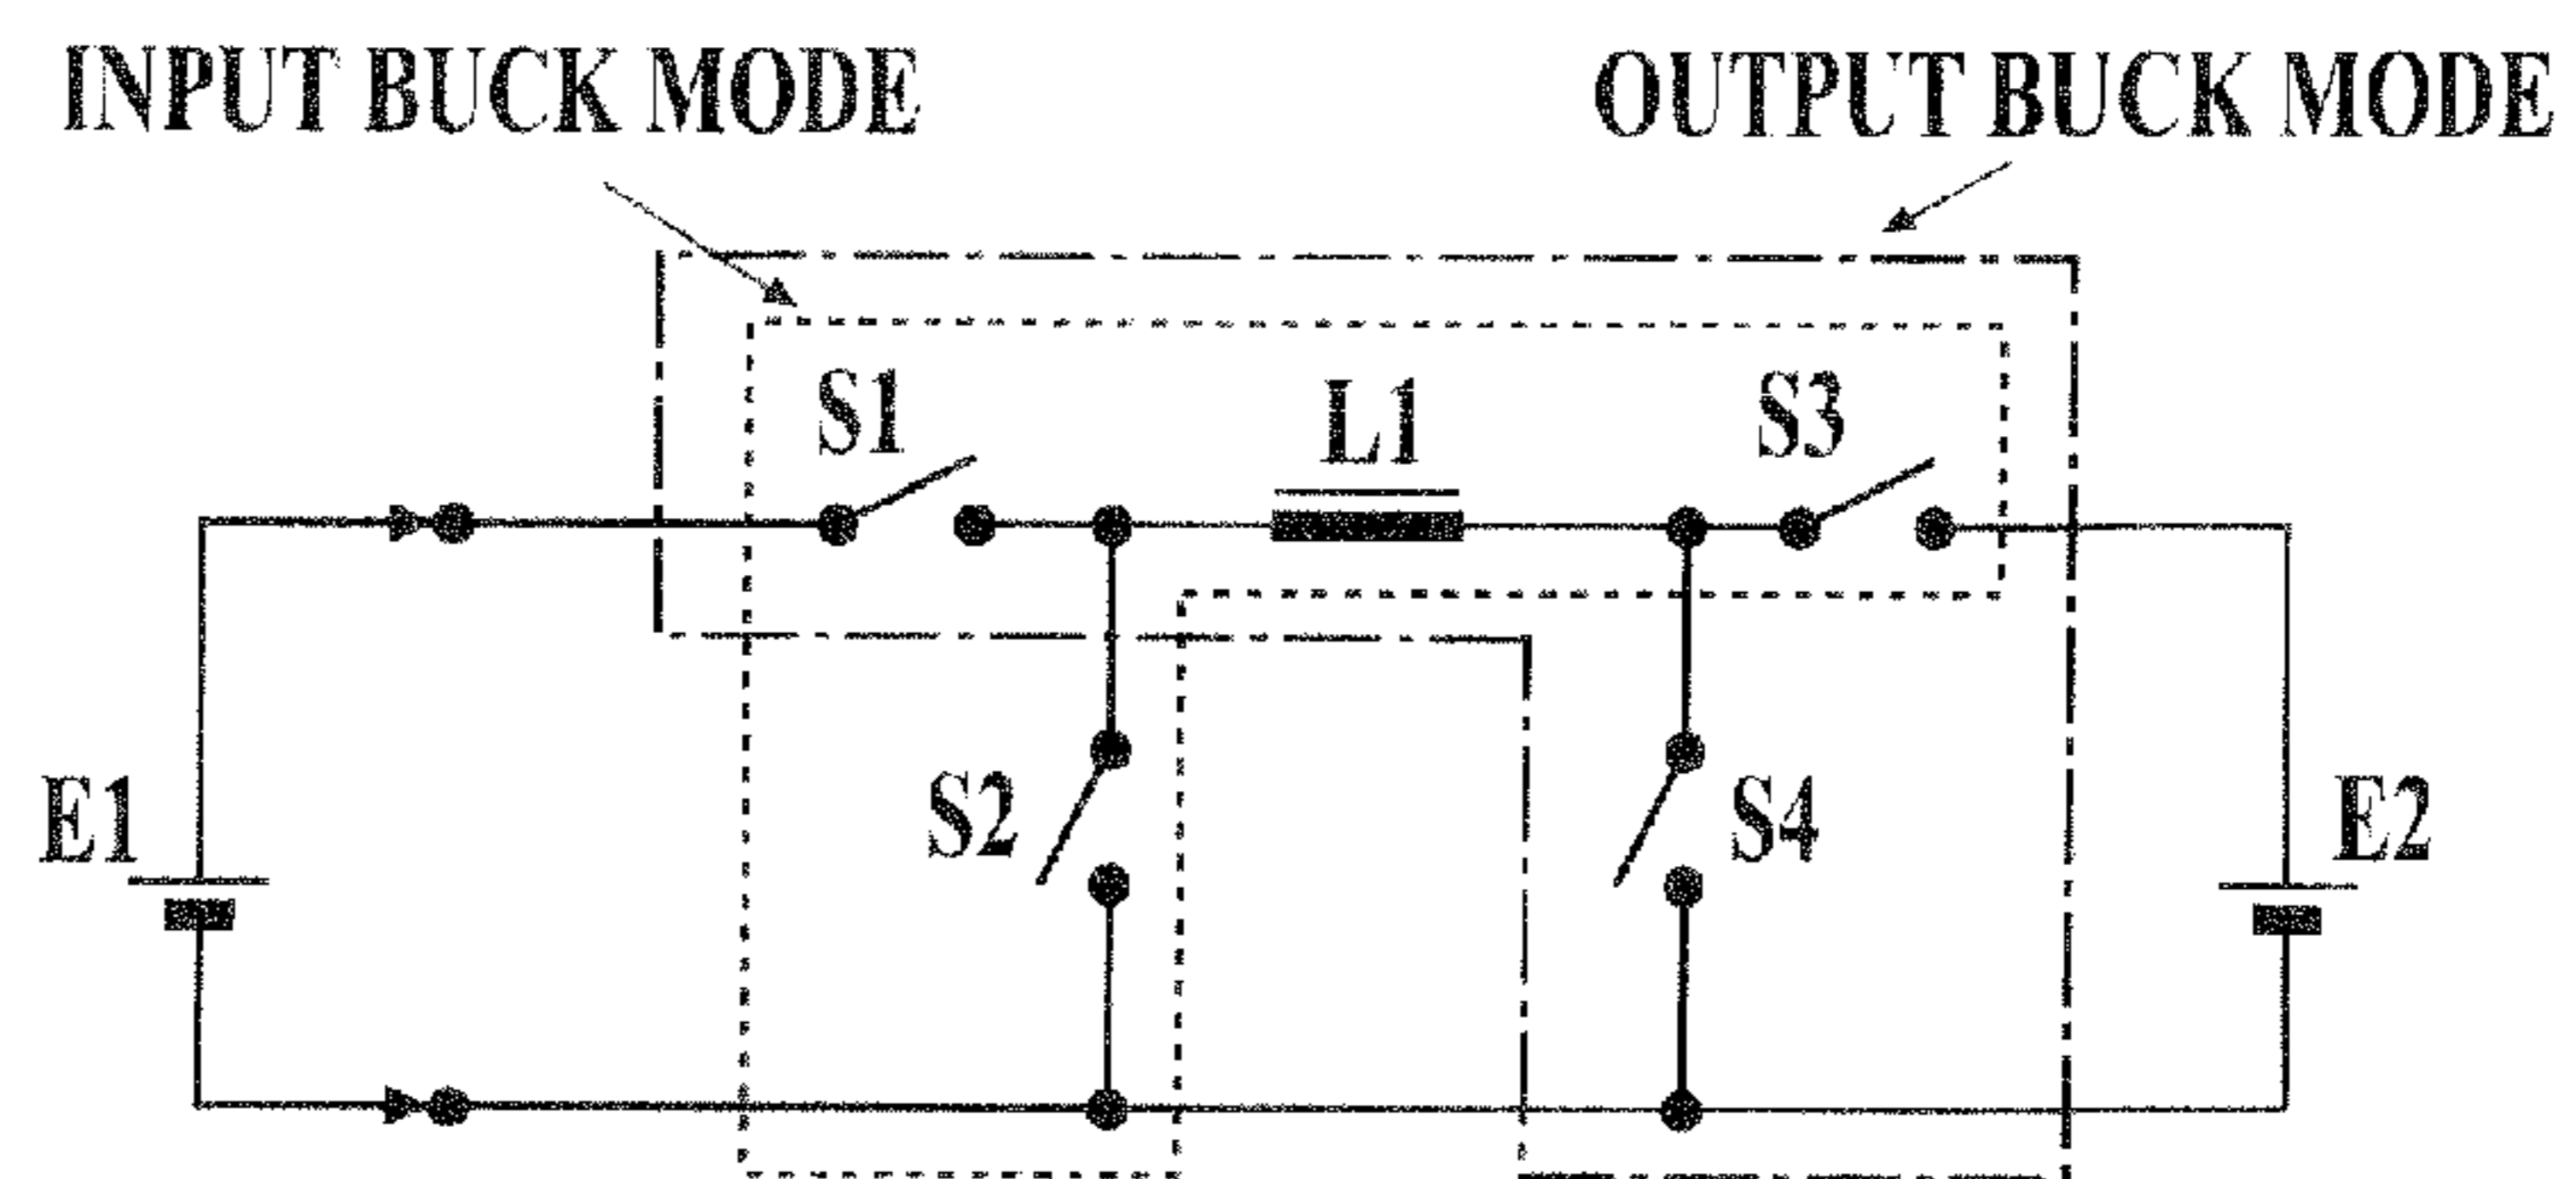 INPUT BUCK MODE
OUTPUT BUCK MODE
S1
L1
S3
E1
S2
S4
E2